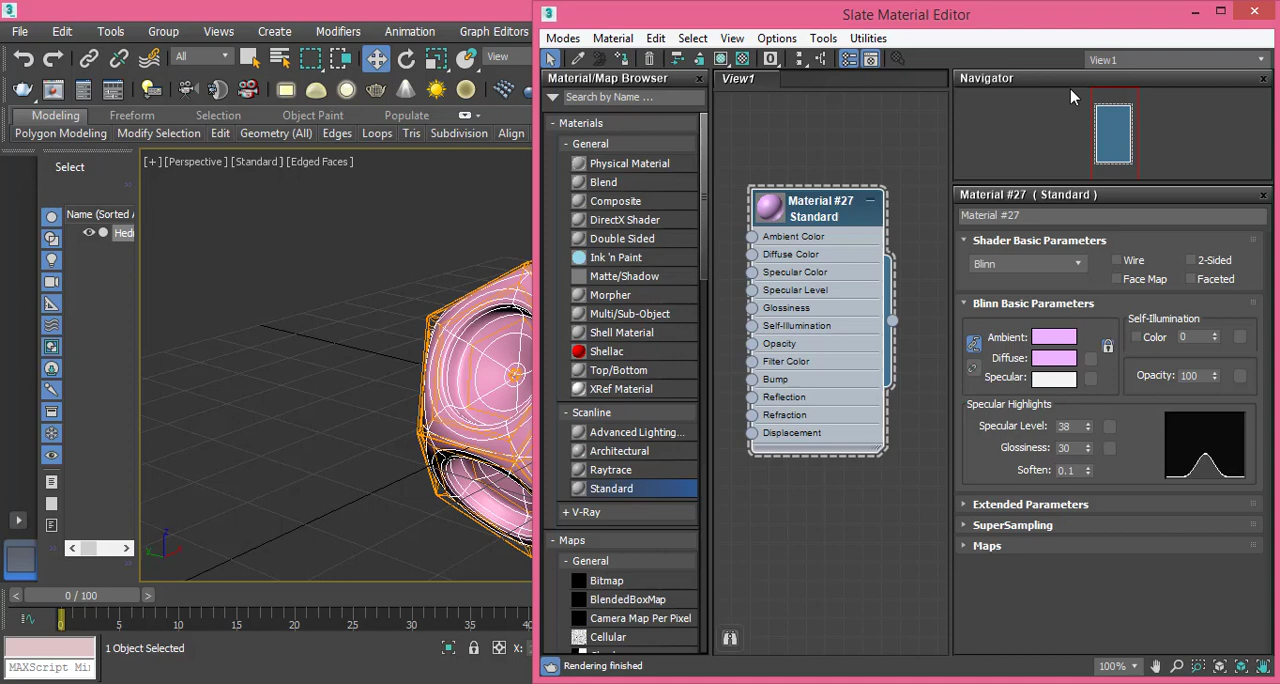 Slate Material Editor
File Edit Tools Group Views Create Modifiers Animation Graph Editors
Modes Material Edit Select View Options Tools Utilities
All View
View1
Material/Map Browser
View1
Navigator
Search by Name ...
Modeling Freeform Selection Object Paint Populate
Polygon Modeling Modify Selection Edit Geometry (All) Edges Loops Tris Subdivision Align
[+] [Perspective] [Standard] [Edged Faces]
Select
Name (Sorted A
Hed
- Materials
- General
Physical Material
Blend
Composite
DirectX Shader
Double Sided
Ink 'n Paint
Matte/Shadow
Morpher
Multi/Sub-Object
Shell Material
Shellac
Top/Bottom
XRef Material
- Scanline
Advanced Lighting...
Architectural
Raytrace
Standard
+ V-Ray
- Maps
- General
Bitmap
BlendedBoxMap
Camera Map Per Pixel
Cellular
Material #27
Standard
Ambient Color
Diffuse Color
Specular Color
Specular Level
Glossiness
Self-Illumination
Opacity
Filter Color
Bump
Reflection
Refraction
Displacement
Material #27 ( Standard )
Material #27
Shader Basic Parameters
Blinn Wire 2-Sided
Face Map Faceted
Blinn Basic Parameters
Self-Illumination
Ambient: Color 0
Diffuse:
Specular: Opacity: 100
Specular Highlights
Specular Level: 38
Glossiness: 30
Soften: 0.1
Extended Parameters
SuperSampling
Maps
0 / 100
0 5 10 15 20 25 30 35
1 Object Selected X:
MAXScript Mi
Rendering finished
100%